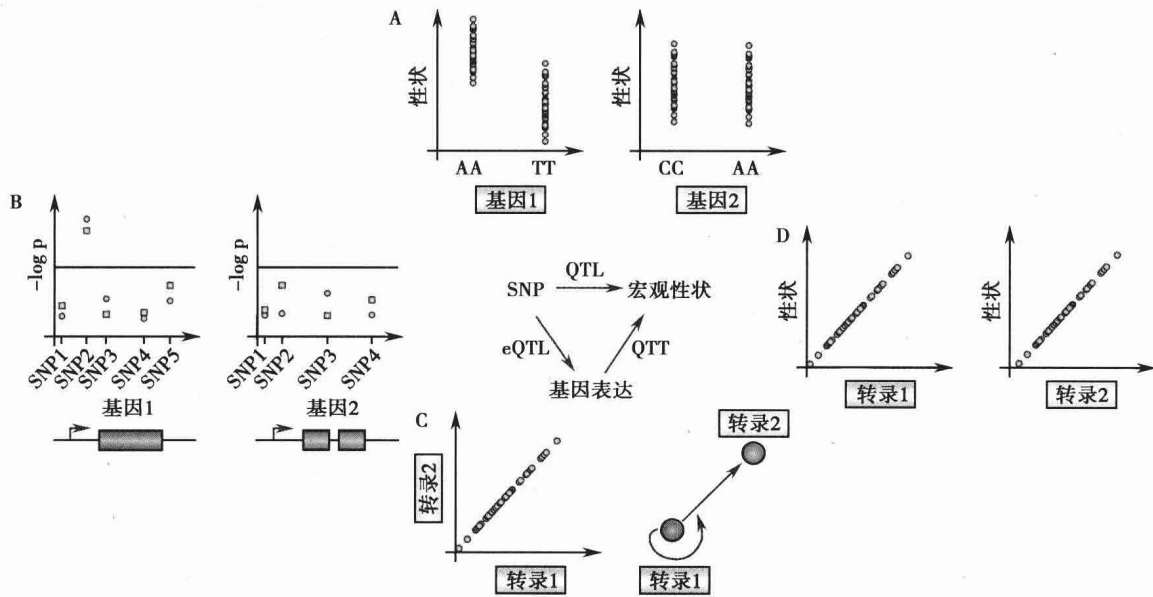 A
性状
AA
TT
基因1
性状
CC
AA
基因2
B
-log p
SNP1
SNP2
SNP3
SNP4
SNP5
基因1
-log p
SNP1
SNP2
SNP3
SNP4
基因2
SNP
QTL
宏观性状
eQTL
QTT
基因表达
C
转录2
转录1
转录2
转录1
D
性状
转录1
性状
转录2